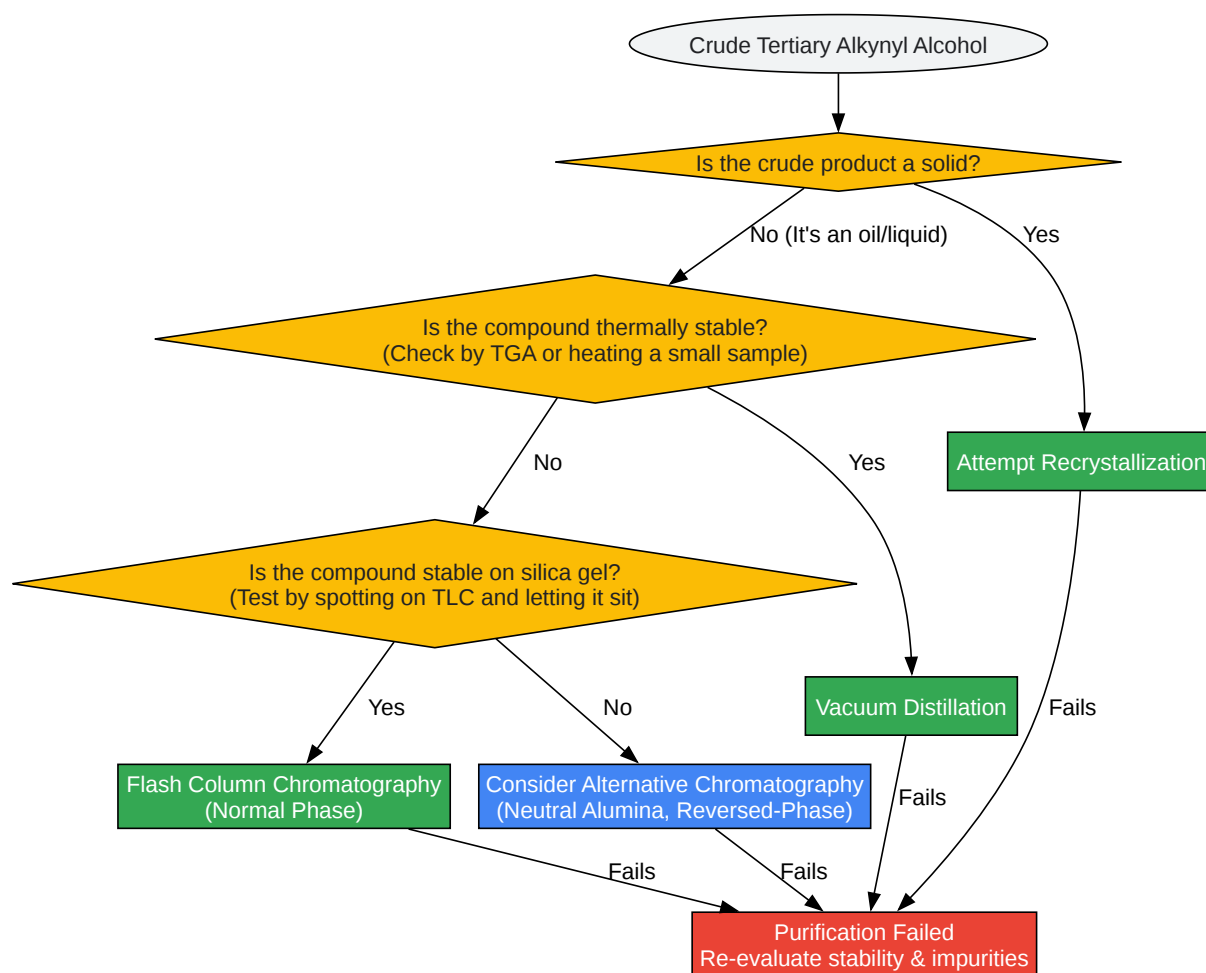 Crude Tertiary Alkynyl Alcohol
Is the crude product a solid?
No (It's an oil/liquid)
Yes
Is the compound thermally stable?
(Check by TGA or heating a small sample)
No
Yes
Attempt Recrystallization
Is the compound stable on silica gel?
(Test by spotting on TLC and letting it sit)
Yes
No
Vacuum Distillation
Fails
Flash Column Chromatography
(Normal Phase)
Consider Alternative Chromatography
(Neutral Alumina, Reversed-Phase)
Fails
Fails
Fails
Purification Failed
Re-evaluate stability & impurities